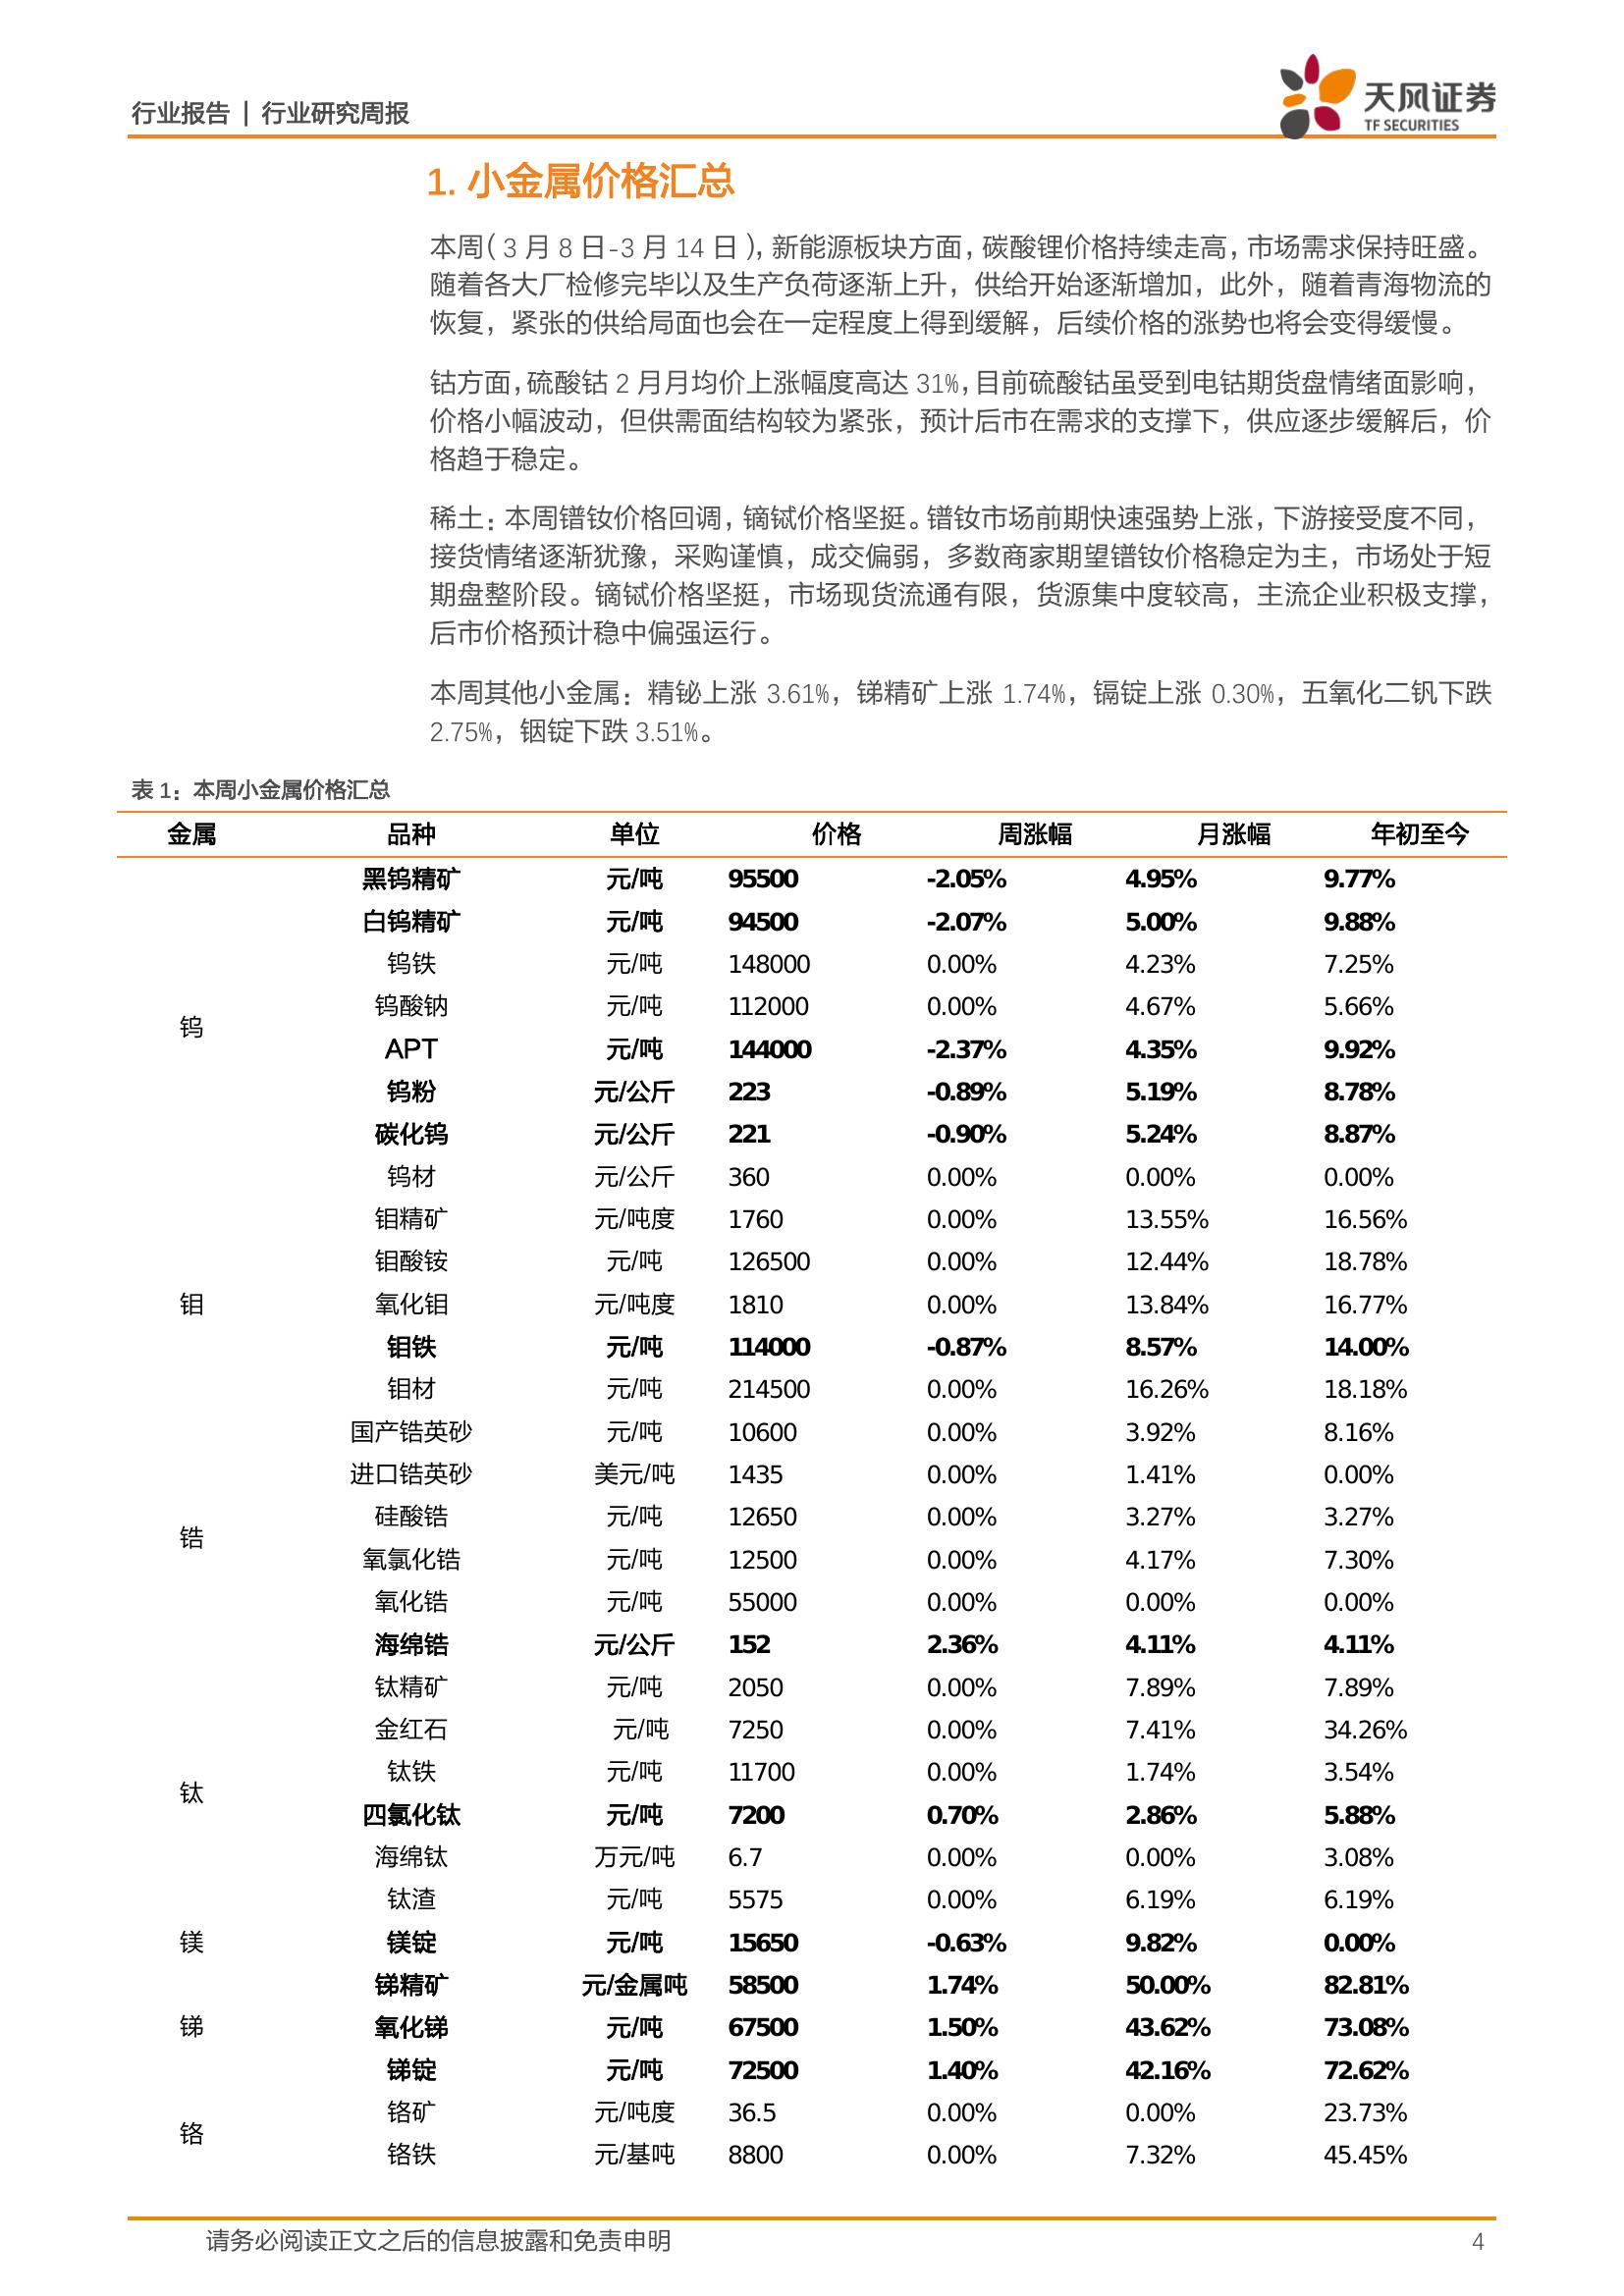 行业报告 | 行业研究周报
天风证券
TF SECURITIES
1. 小金属价格汇总
本周（3 月 8 日-3 月 14 日），新能源板块方面，碳酸锂价格持续走高，市场需求保持旺盛。
随着各大厂检修完毕以及生产负荷逐渐上升，供给开始逐渐增加，此外，随着青海物流的
恢复，紧张的供给局面也会在一定程度上得到缓解，后续价格的涨势也将会变得缓慢。
钴方面，硫酸钴 2 月月均价上涨幅度高达 31%，目前硫酸钴虽受到电钴期货盘情绪面影响，
价格小幅波动，但供需面结构较为紧张，预计后市在需求的支撑下，供应逐步缓解后，价
格趋于稳定。
稀土：本周镨钕价格回调，镝铽价格坚挺。镨钕市场前期快速强势上涨，下游接受度不同，
接货情绪逐渐犹豫，采购谨慎，成交偏弱，多数商家期望镨钕价格稳定为主，市场处于短
期盘整阶段。镝铽价格坚挺，市场现货流通有限，货源集中度较高，主流企业积极支撑，
后市价格预计稳中偏强运行。
本周其他小金属：精铋上涨 3.61%，锑精矿上涨 1.74%，镉锭上涨 0.30%，五氧化二钒下跌
2.75%，铟锭下跌 3.51%。
表 1：本周小金属价格汇总
金属 品种 单位 价格 周涨幅 月涨幅 年初至今
黑钨精矿 元/吨 95500 -2.05% 4.95% 9.77%
白钨精矿 元/吨 94500 -2.07% 5.00% 9.88%
钨铁 元/吨 148000 0.00% 4.23% 7.25%
钨酸钠 元/吨 112000 0.00% 4.67% 5.66%
钨
APT 元/吨 144000 -2.37% 4.35% 9.92%
钨粉 元/公斤 223 -0.89% 5.19% 8.78%
碳化钨 元/公斤 221 -0.90% 5.24% 8.87%
钨材 元/公斤 360 0.00% 0.00% 0.00%
钼精矿 元/吨度 1760 0.00% 13.55% 16.56%
钼酸铵 元/吨 126500 0.00% 12.44% 18.78%
钼 氧化钼 元/吨度 1810 0.00% 13.84% 16.77%
钼铁 元/吨 114000 -0.87% 8.57% 14.00%
钼材 元/吨 214500 0.00% 16.26% 18.18%
国产锆英砂 元/吨 10600 0.00% 3.92% 8.16%
进口锆英砂 美元/吨 1435 0.00% 1.41% 0.00%
硅酸锆 元/吨 12650 0.00% 3.27% 3.27%
锆
氧氯化锆 元/吨 12500 0.00% 4.17% 7.30%
氧化锆 元/吨 55000 0.00% 0.00% 0.00%
海绵锆 元/公斤 152 2.36% 4.11% 4.11%
钛精矿 元/吨 2050 0.00% 7.89% 7.89%
金红石 元/吨 7250 0.00% 7.41% 34.26%
钛铁 元/吨 11700 0.00% 1.74% 3.54%
钛
四氯化钛 元/吨 7200 0.70% 2.86% 5.88%
海绵钛 万元/吨 6.7 0.00% 0.00% 3.08%
钛渣 元/吨 5575 0.00% 6.19% 6.19%
镁 镁锭 元/吨 15650 -0.63% 9.82% 0.00%
锑精矿 元/金属吨 58500 1.74% 50.00% 82.81%
锑 氧化锑 元/吨 67500 1.50% 43.62% 73.08%
锑锭 元/吨 72500 1.40% 42.16% 72.62%
铬矿 元/吨度 36.5 0.00% 0.00% 23.73%
铬
铬铁 元/基吨 8800 0.00% 7.32% 45.45%
请务必阅读正文之后的信息披露和免责申明 4